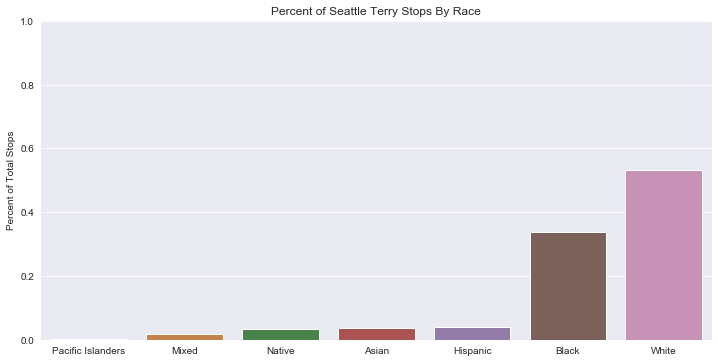 Percent of Seattle Terry Stops By Race
Percent of Total Stops
1.0
0.8
0.6
0.4
0.2
0.0
Pacific Islanders Mixed Native Asian Hispanic Black White